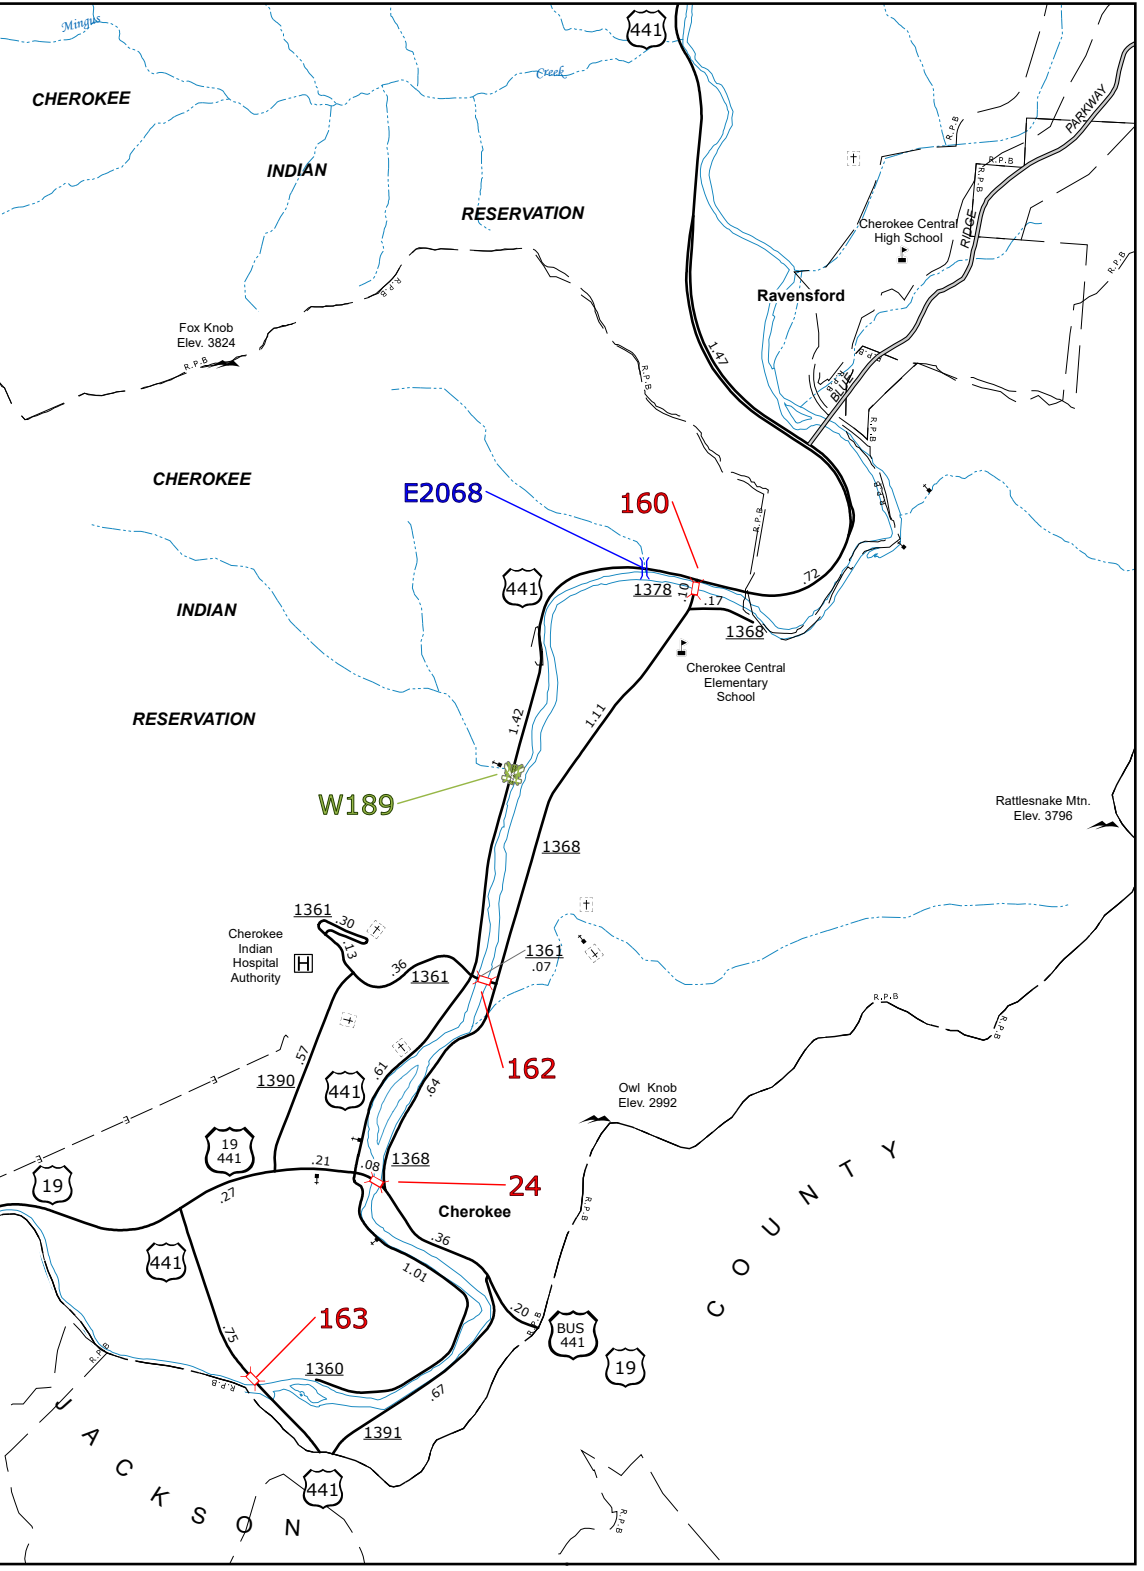 Mingus
441
Creek
CHEROKEE
PARKWAY
R.P.B
R.P.B
INDIAN
R.P.B
RESERVATION
Cherokee Central
High School
RIDGE
R.P.B
R.P.B
Ravensford
Fox Knob
Elev. 3824
R.P.B
1.47
R.P.B
R.P.B
R.P.B
BLUE
R.P.B
CHEROKEE
E2068
160
R.P.B
R.P.B
441
1378
.10
.17
.72
INDIAN
1368
Cherokee Central
Elementary
School
RESERVATION
1.42
1.11
W189
Rattlesnake Mtn.
Elev. 3796
1368
1361
.30
Cherokee
Indian
Hospital
Authority
H
.13
.36
1361
1361
.07
R.P.B
R.P.B
.57
1390
441
.61
.64
162
Owl Knob
Elev. 2992
E
E
E
19
441
.21
.08
1368
19
.27
24
Cherokee
R.P.B
COUNTY
441
.36
1.01
.20
R.P.B
BUS
441
19
163
.75
R.P.B
R.P.B
1360
.67
1391
441
JACKSON
R.P.B